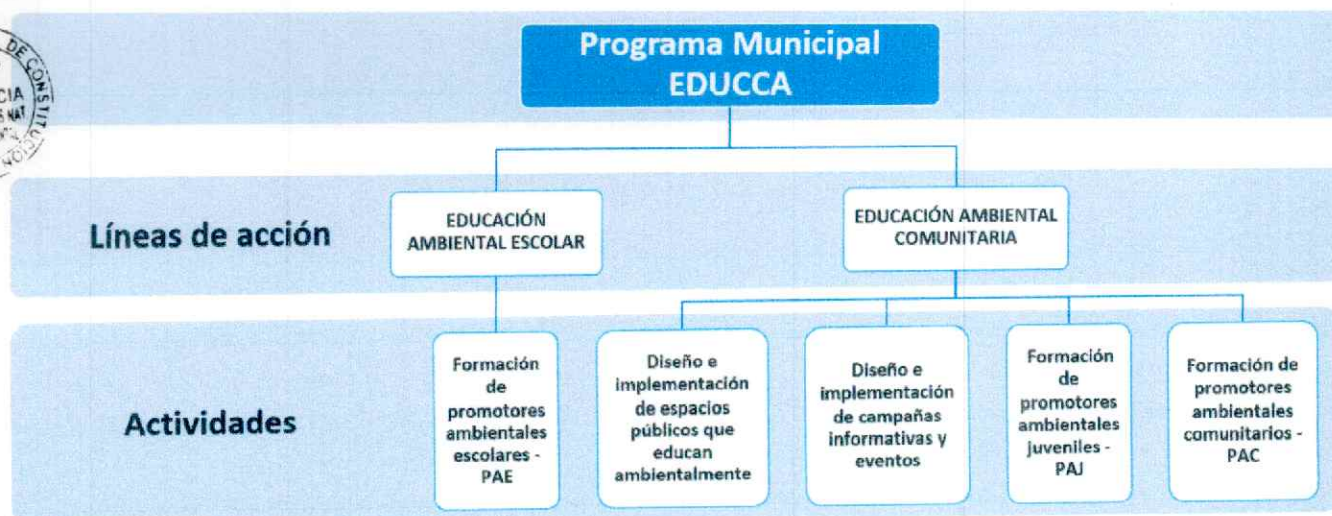 DE CONSTITUCIÓN
Programa Municipal
EDUCCA
Líneas de acción
EDUCACIÓN
AMBIENTAL ESCOLAR
EDUCACIÓN AMBIENTAL
COMUNITARIA
Actividades
Formación
de
promotores
ambientales
escolares -
PAE
Diseño e
implementación
de espacios
públicos que
educan
ambientalmente
Diseño e
implementación
de campañas
informativas y
eventos
Formación
de
promotores
ambientales
juveniles -
PAJ
Formación de
promotores
ambientales
comunitarios -
PAC